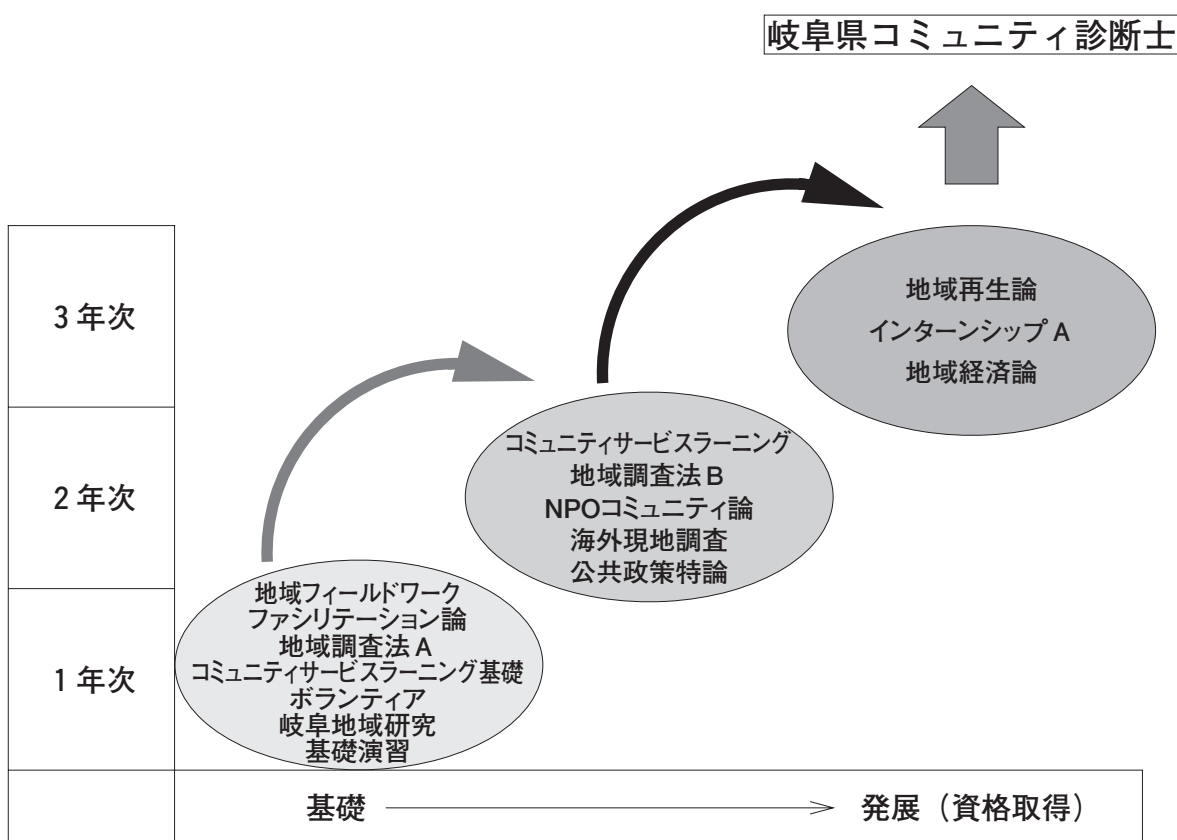 岐阜県コミュニティ診断士
3年次
地域再生論
インターンシップA
地域経済論
2年次
コミュニティサービスラーニング
地域調査法B
NPOコミュニティ論
海外現地調査
公共政策特論
1年次
地域フィールドワーク
ファシリテーション論
地域調査法A
コミュニティサービスラーニング基礎
ボランティア
岐阜地域研究
基礎演習
基礎 発展（資格取得）